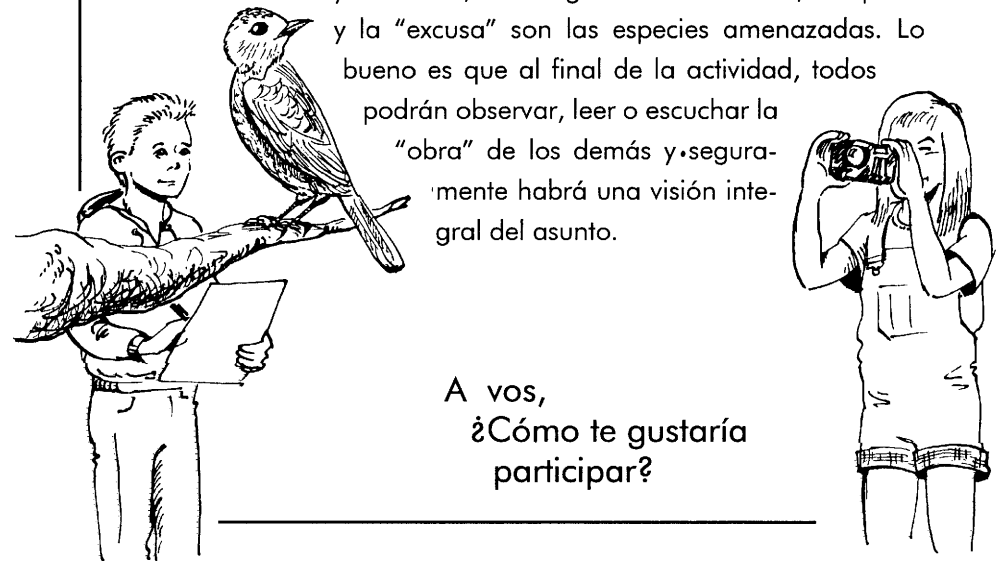 y la “excusa” son las especies amenazadas. Lo
bueno es que al final de la actividad, todos
podrán observar, leer o escuchar la
“obra” de los demás y segura-
mente habrá una visión inte-
gral del asunto.
A vos,
¿Cómo te gustaría
participar?